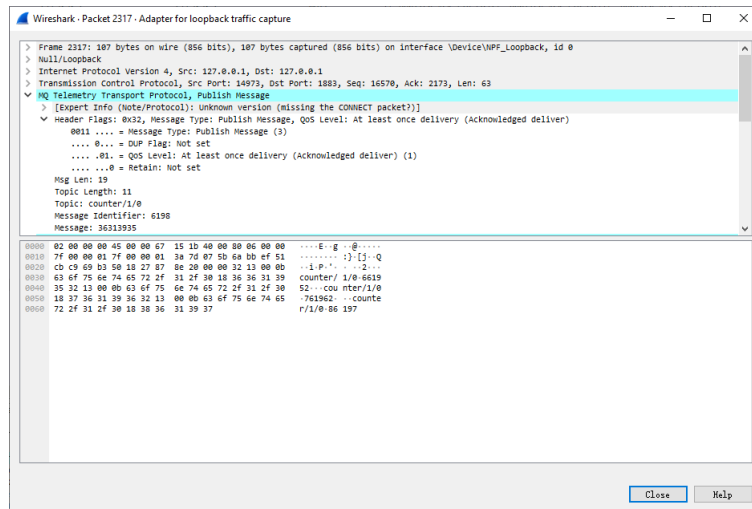 Wireshark · Packet 2317 · Adapter for loopback traffic capture
> Frame 2317: 107 bytes on wire (856 bits), 107 bytes captured (856 bits) on interface \Device\NPF_Loopback, id 0
> Null/Loopback
> Internet Protocol Version 4, Src: 127.0.0.1, Dst: 127.0.0.1
> Transmission Control Protocol, Src Port: 14973, Dst Port: 1883, Seq: 16570, Ack: 2173, Len: 63
MQ Telemetry Transport Protocol, Publish Message
> [Expert Info (Note/Protocol): Unknown version (missing the CONNECT packet?)]
Header Flags: 0x32, Message Type: Publish Message, QoS Level: At least once delivery (Acknowledged deliver)
0011 .... = Message Type: Publish Message (3)
.... 0... = DUP Flag: Not set
.... .01. = QoS Level: At least once delivery (Acknowledged deliver) (1)
.... ...0 = Retain: Not set
Msg Len: 19
Topic Length: 11
Topic: counter/1/0
Message Identifier: 6198
Message: 36313935
0000 02 00 00 00 45 00 00 67 15 1b 40 00 80 06 00 00 ····E··g ··@·····
0010 7f 00 00 01 7f 00 00 01 3a 7d 07 5b 6a bb ef 51 ········ :}·[j··Q
0020 cb c9 69 b3 50 18 27 87 8e 20 00 00 32 13 00 0b ··i·P·'· · ··2···
0030 63 6f 75 6e 74 65 72 2f 31 2f 30 18 36 36 31 39 counter/ 1/0·6619
0040 35 32 13 00 0b 63 6f 75 6e 74 65 72 2f 31 2f 30 52···cou nter/1/0
0050 18 37 36 31 39 36 32 13 00 0b 63 6f 75 6e 74 65 ·761962· ··counte
0060 72 2f 31 2f 30 18 38 36 31 39 37 r/1/0·86 197
Close Help